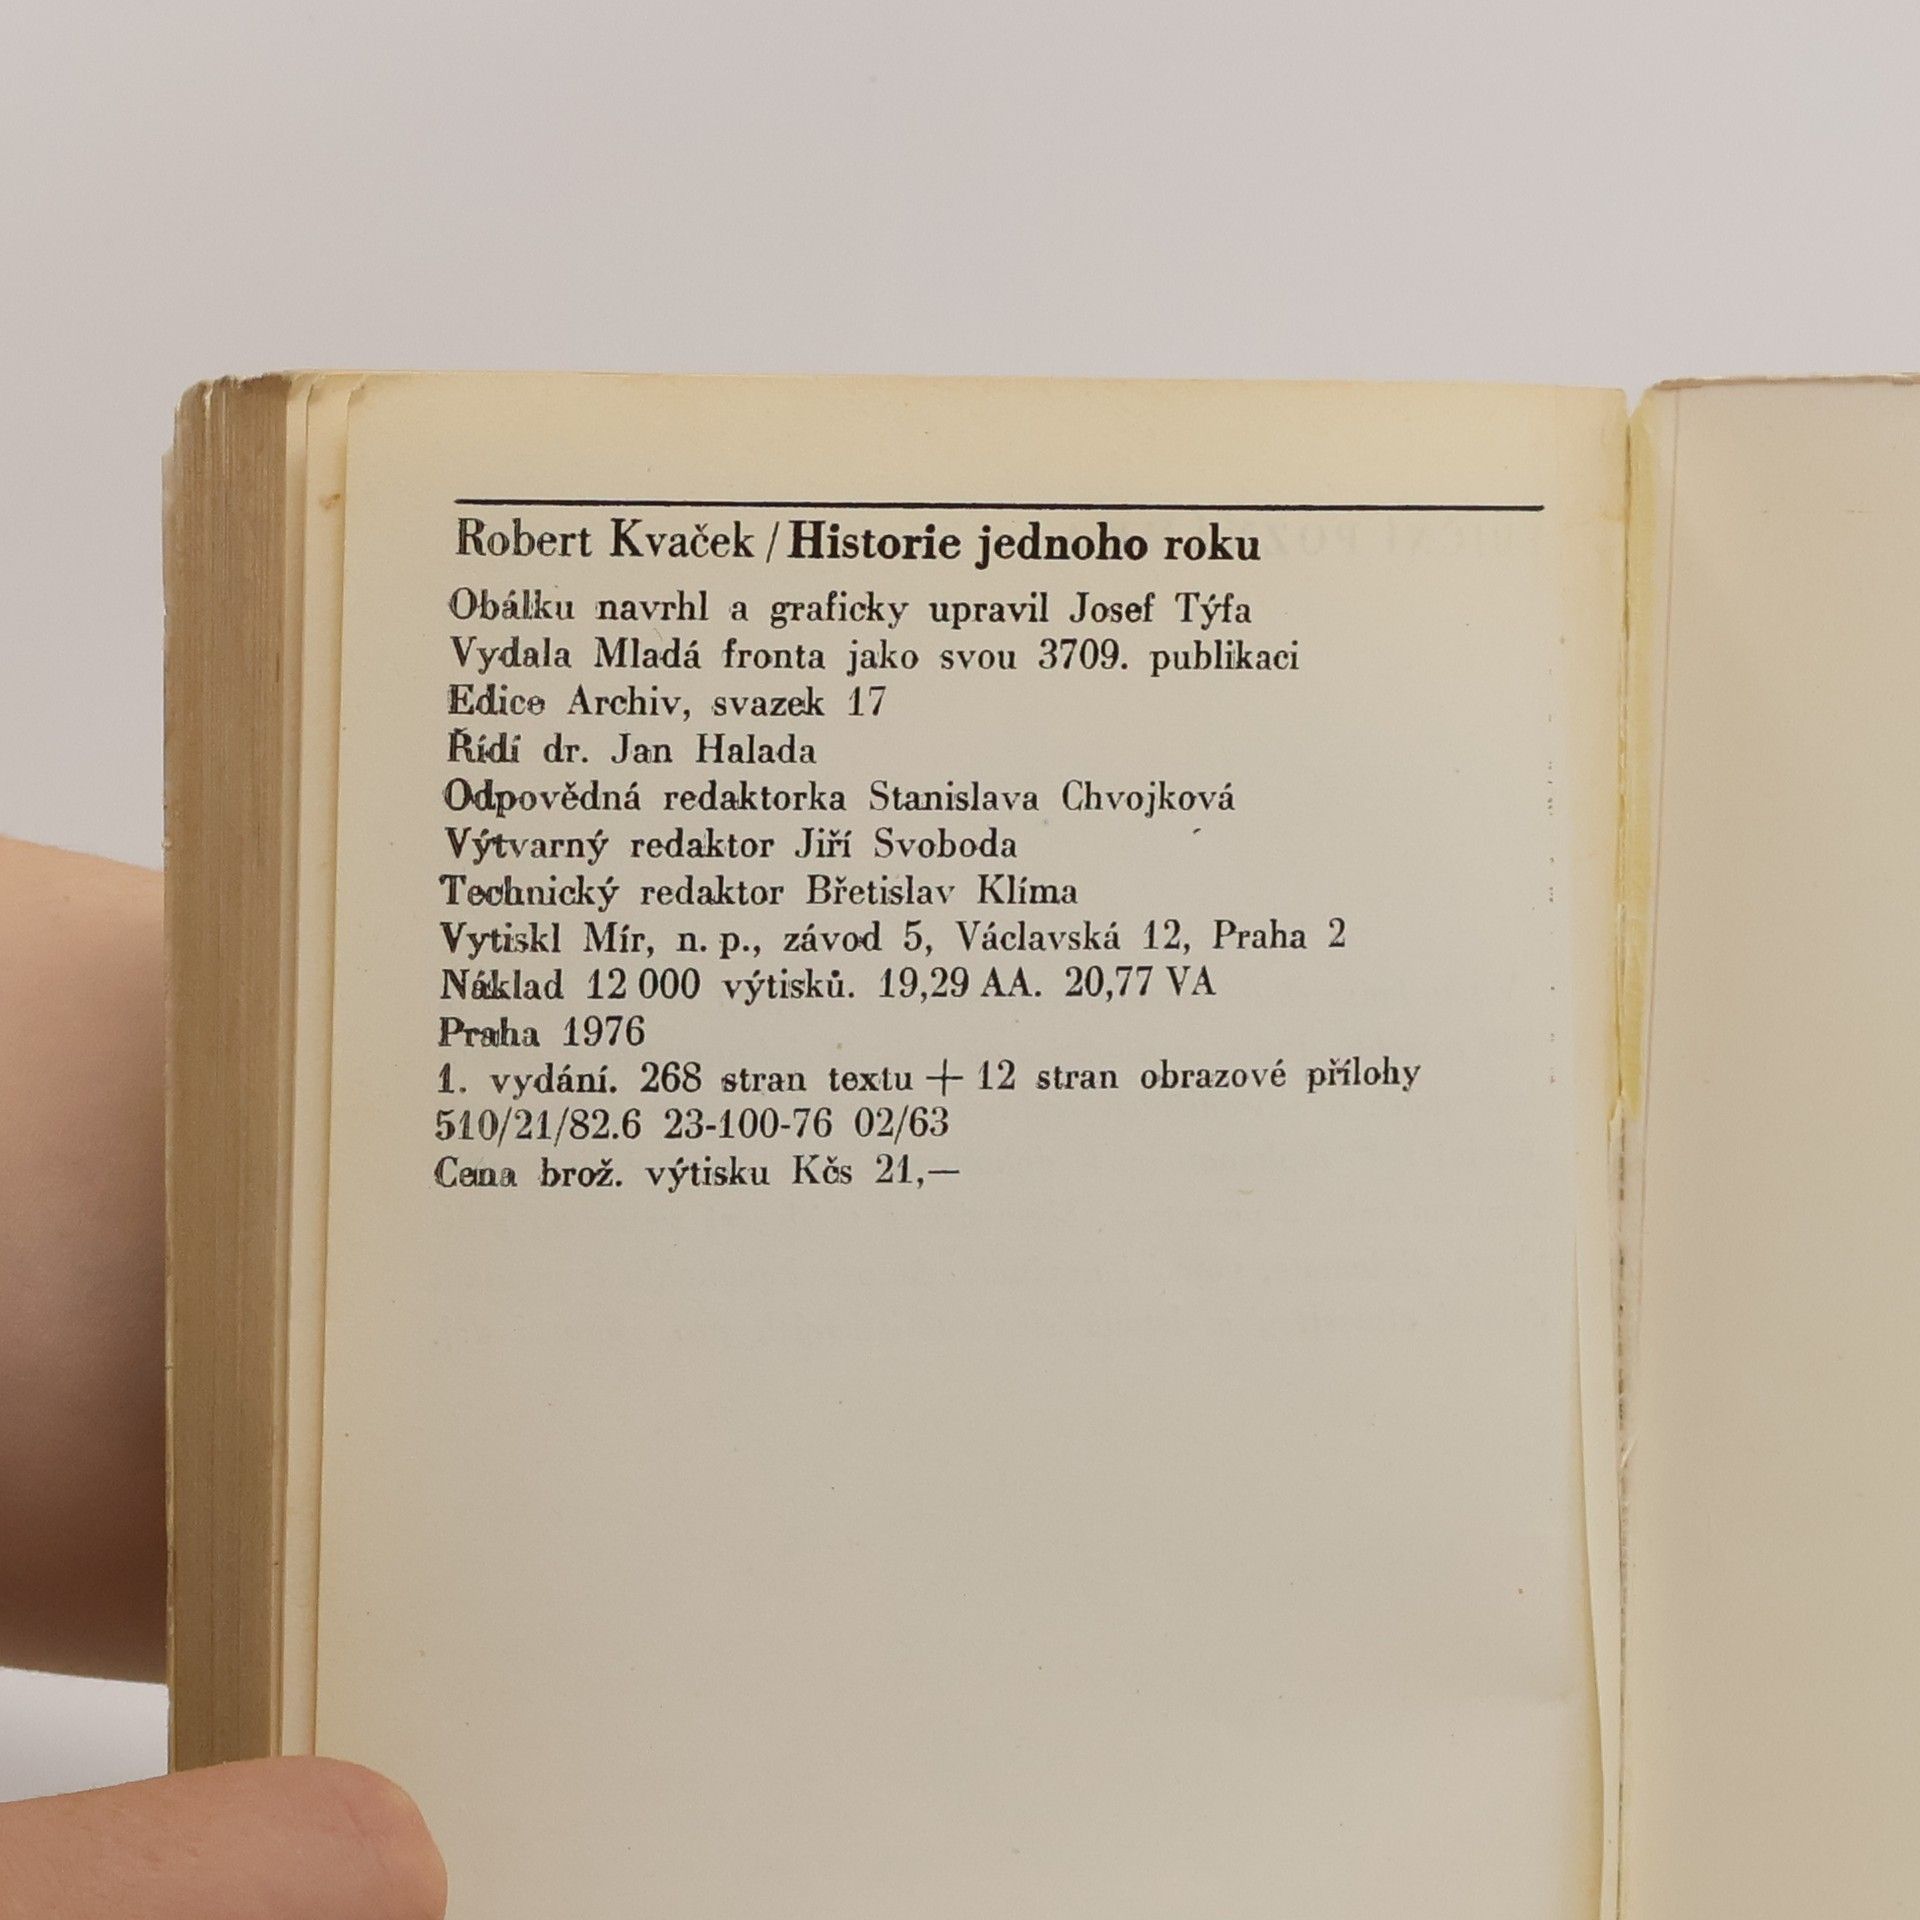 Robert Kvaček / Historie jednoho roku
Obálku navrhl a graficky upravil Josef Týfa
Vydala Mladá fronta jako svou 3709. publikaci
Edice Archiv, svazek 17
Řídí dr. Jan Halada
Odpovědná redaktorka Stanislava Chvojková
Výtvarný redaktor Jiří Svoboda
Technický redaktor Břetislav Klíma
Vytiskl Mír, n. p., závod 5, Václavská 12, Praha 2
Náklad 12 000 výtisků. 19,29 AA. 20,77 VA
Praha 1976
1. vydání. 268 stran textu + 12 stran obrazové přílohy
510/21/82.6 23-100-76 02/63
Cena brož. výtisku Kčs 21,—